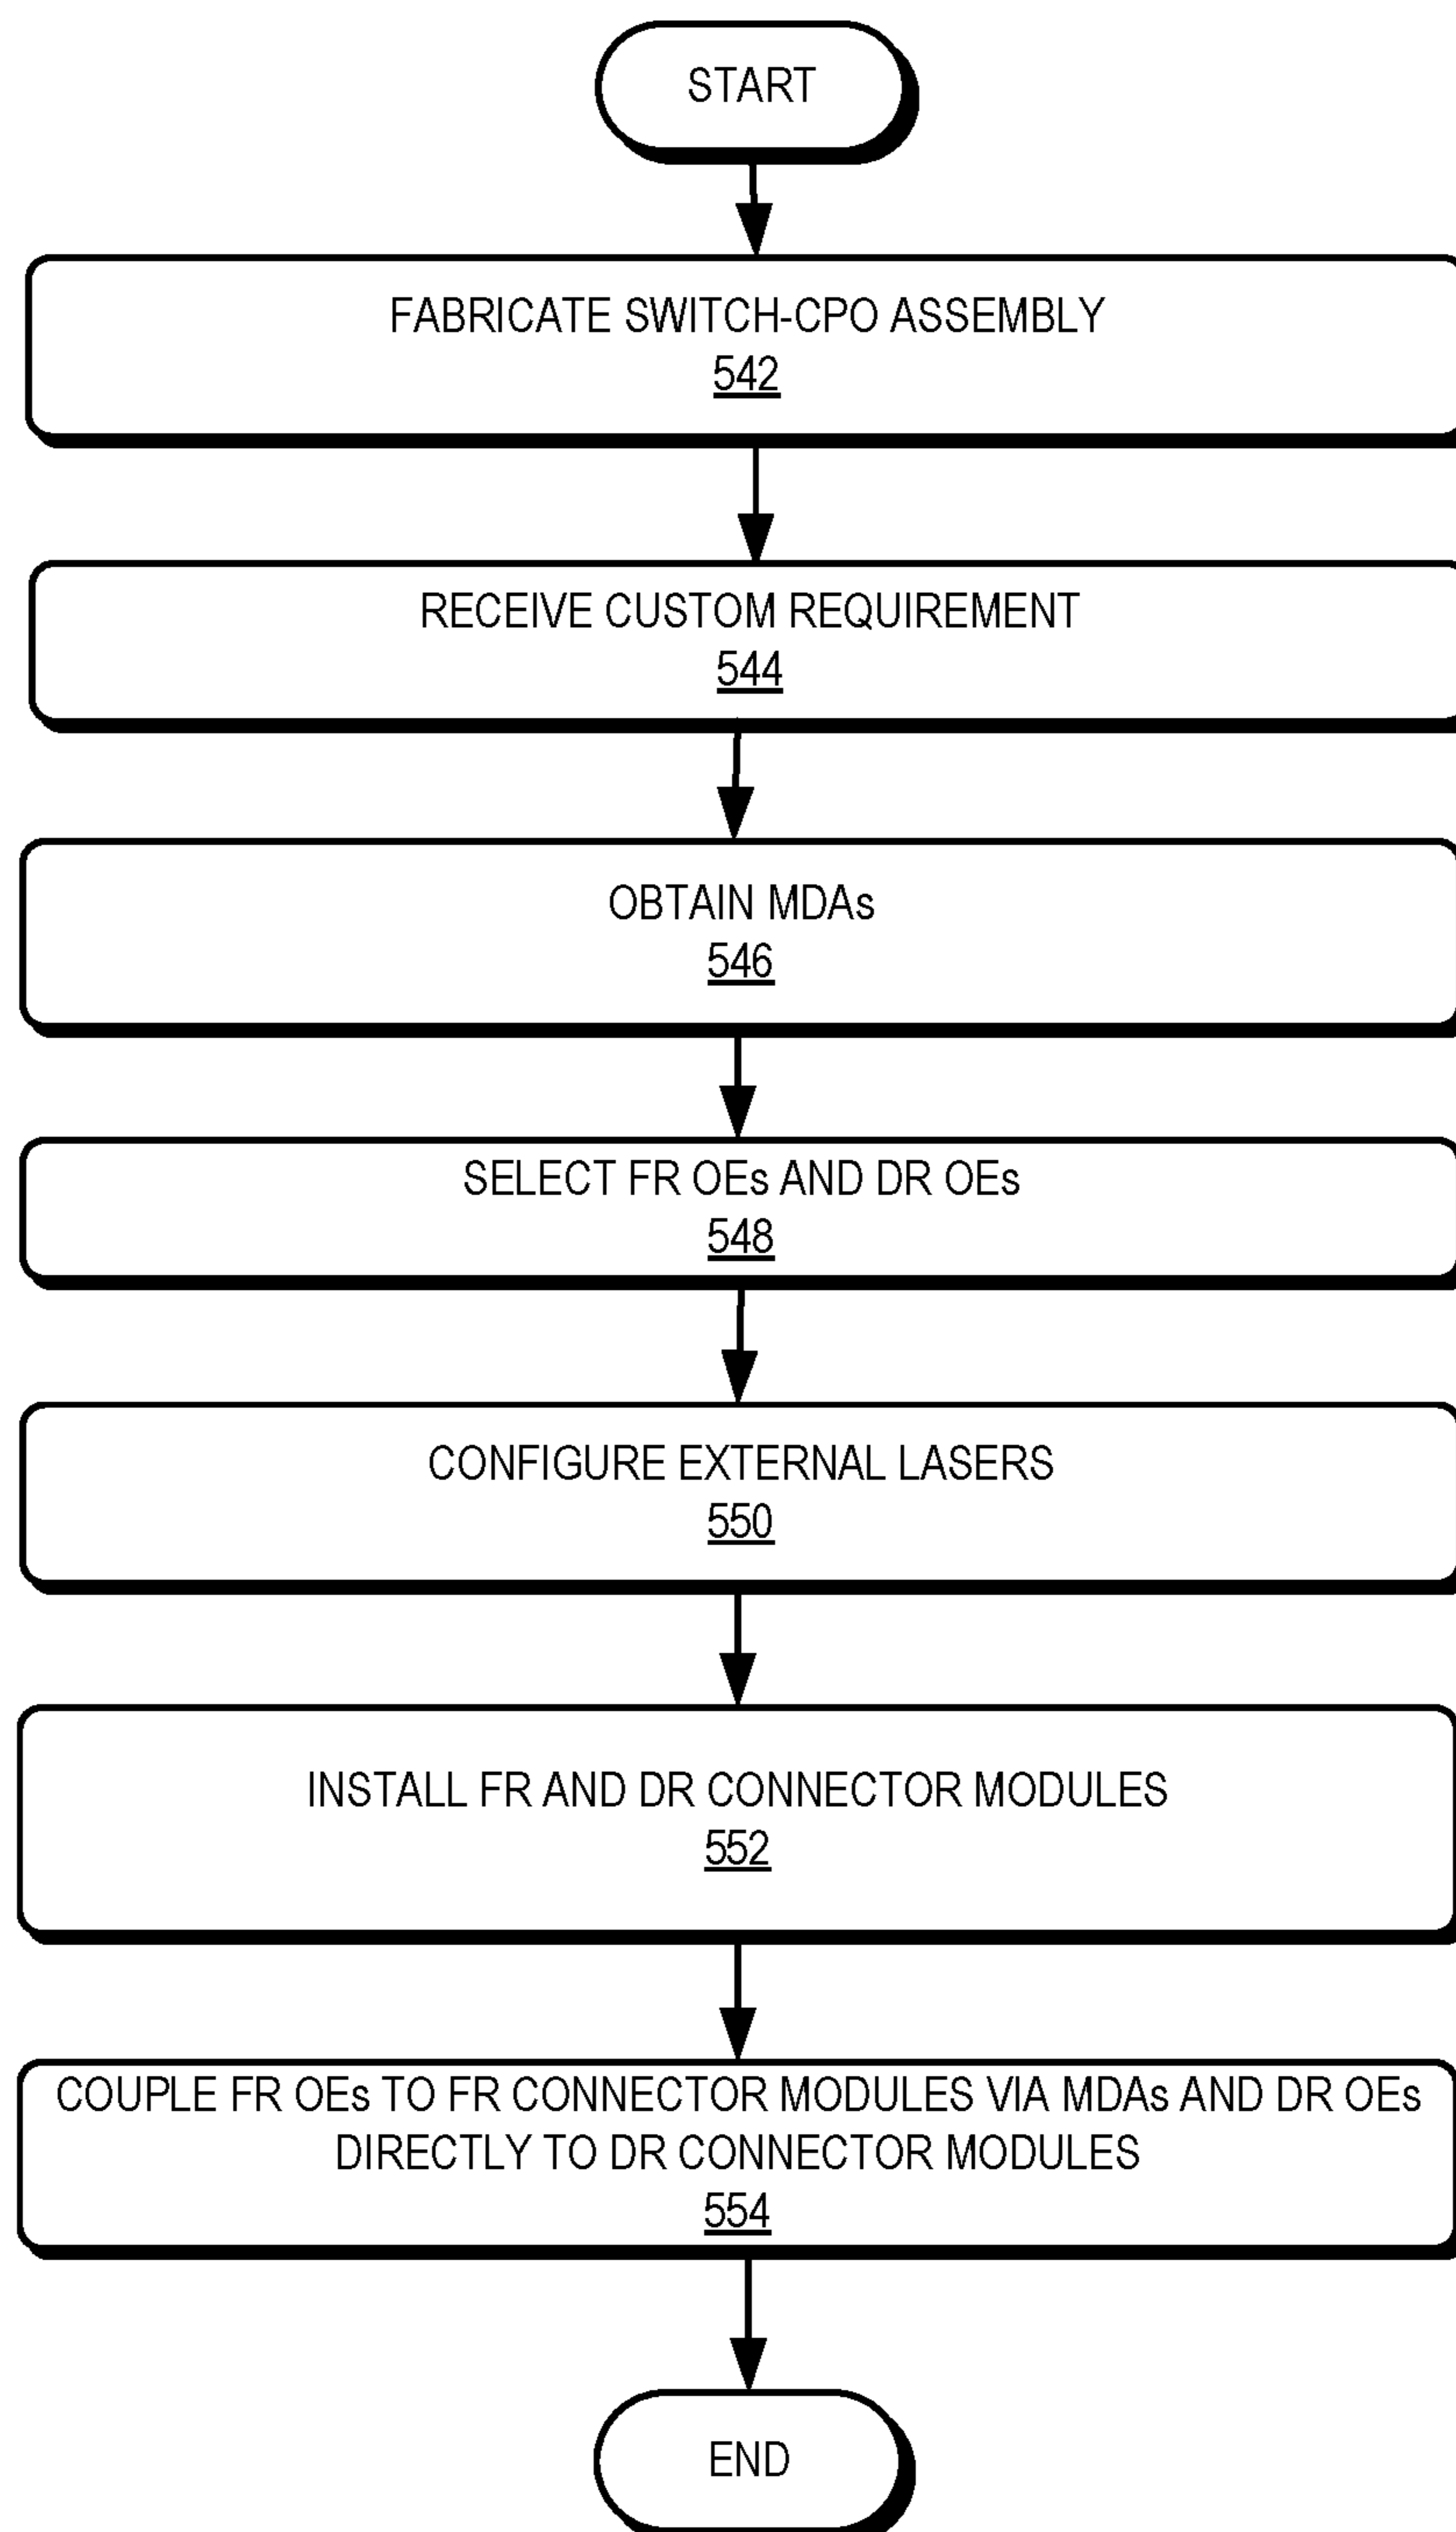 START
FABRICATE SWITCH-CPO ASSEMBLY
542
RECEIVE CUSTOM REQUIREMENT
544
OBTAIN MDAs
546
SELECT FR OEs AND DR OEs
548
CONFIGURE EXTERNAL LASERS
550
INSTALL FR AND DR CONNECTOR MODULES
552
COUPLE FR OEs TO FR CONNECTOR MODULES VIA MDAs AND DR OEs
DIRECTLY TO DR CONNECTOR MODULES
554
END